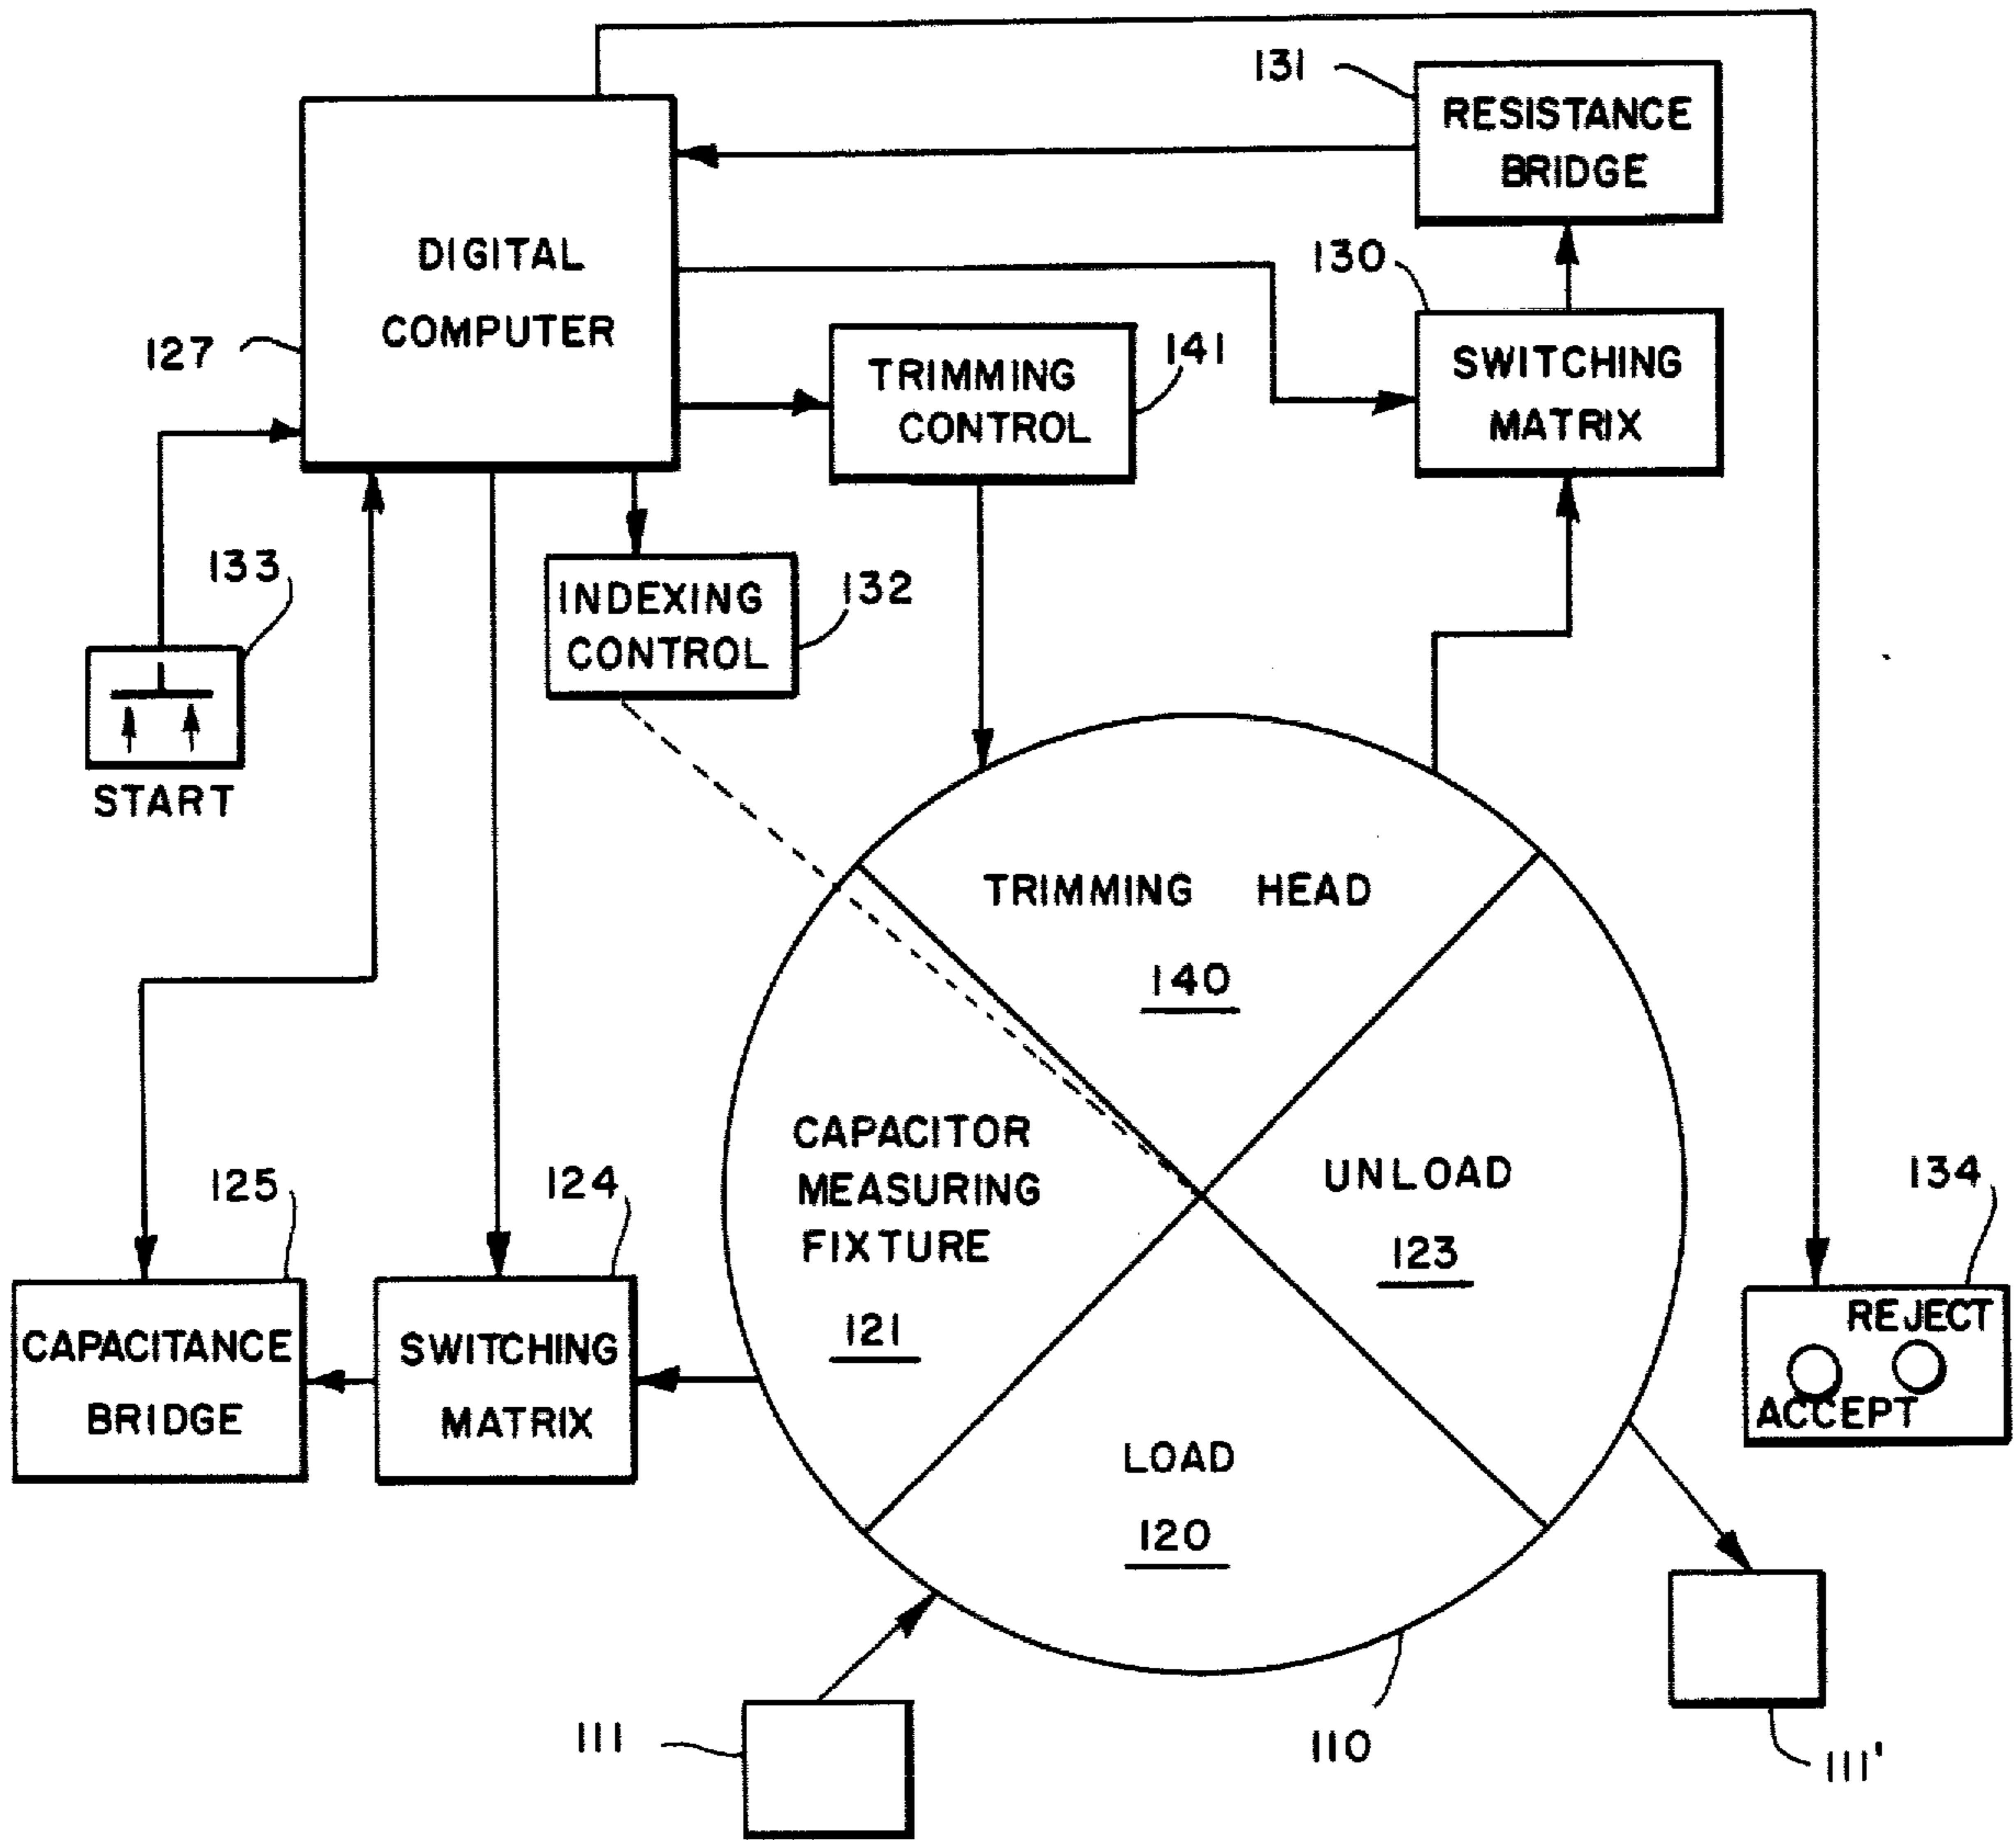 131
RESISTANCE
BRIDGE
DIGITAL
COMPUTER
127
130
SWITCHING
MATRIX
TRIMMING
CONTROL
141
133
START
INDEXING
CONTROL
132
TRIMMING HEAD
140
CAPACITOR
MEASURING
FIXTURE
121
UNLOAD
123
125
CAPACITANCE
BRIDGE
124
SWITCHING
MATRIX
134
REJECT
ACCEPT
LOAD
120
111
110
111'